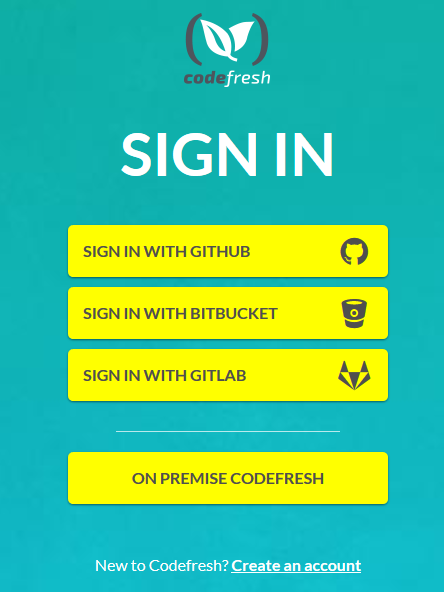 codefresh
SIGN IN
SIGN IN WITH GITHUB
SIGN IN WITH BITBUCKET
SIGN IN WITH GITLAB
ON PREMISE CODEFRESH
New to Codefresh? Create an account